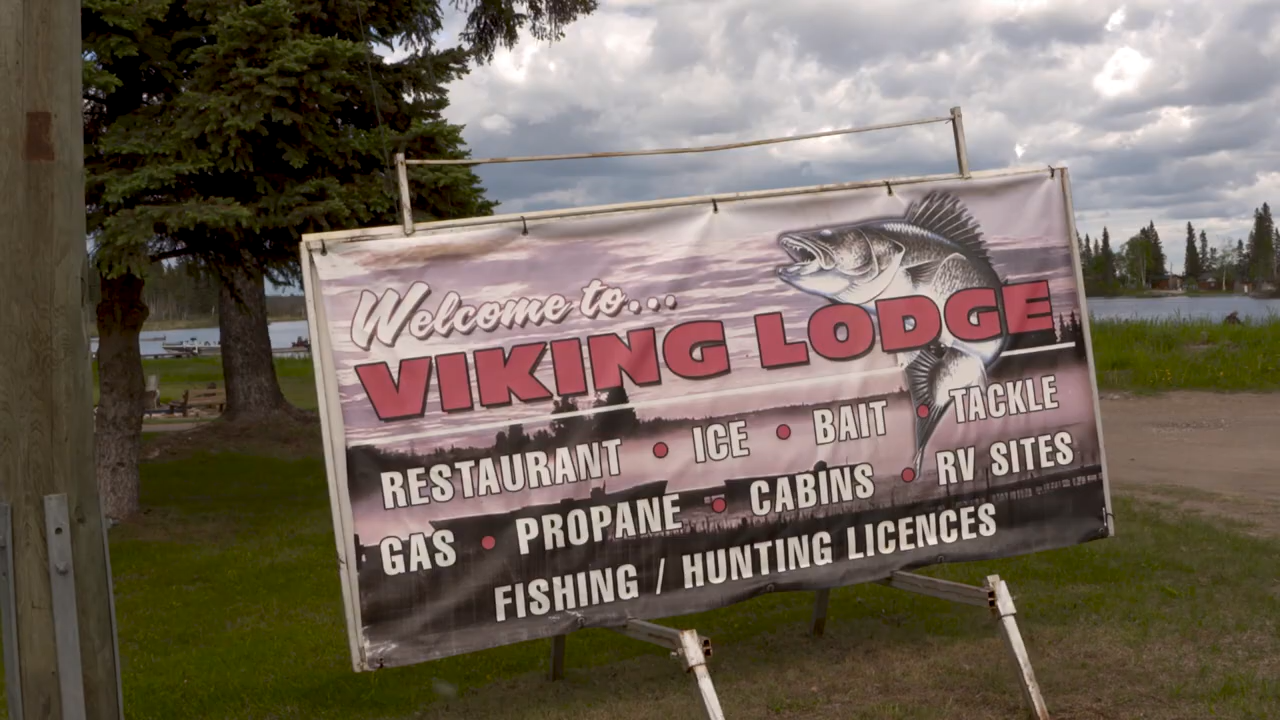 Welcome to...
VIKING LODGE
RESTAURANT • ICE • BAIT • TACKLE
GAS • PROPANE • CABINS • RV SITES
FISHING / HUNTING LICENCES